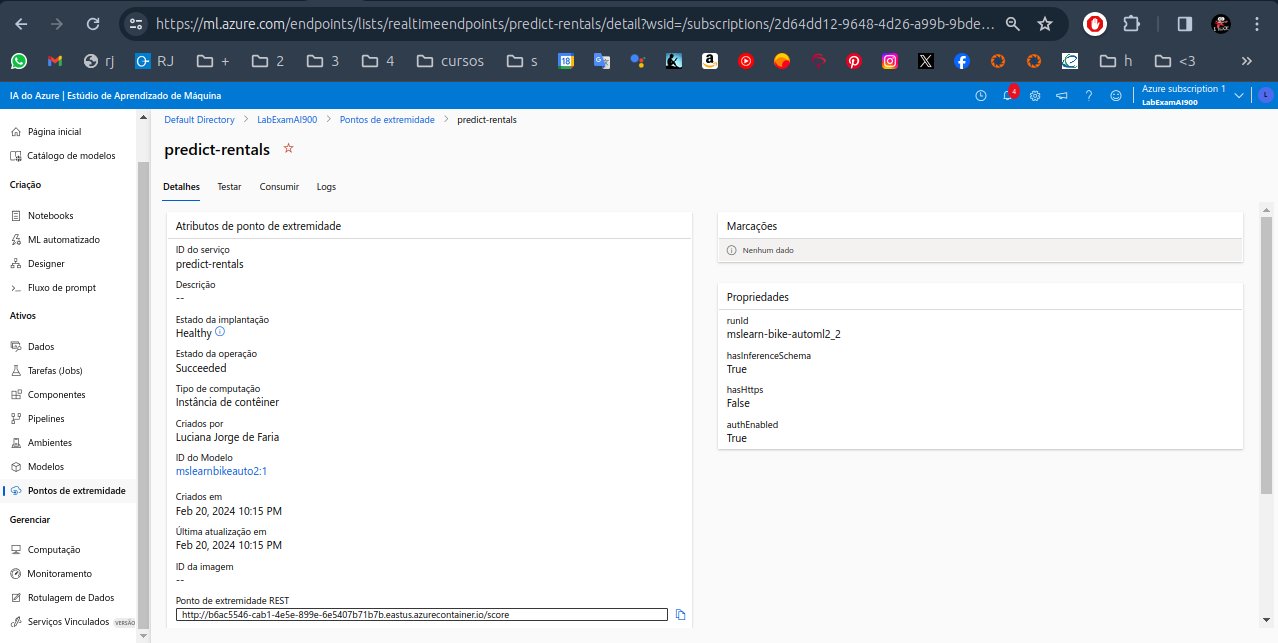 https://ml.azure.com/endpoints/lists/realtimeendpoints/predict-rentals/detail?wsid=/subscriptions/2d64dd12-9648-4d26-a99b-9bde...
rj
RJ
+
2
3
4
cursos
s
18
h
<3
»
IA do Azure | Estúdio de Aprendizado de Máquina
4
Azure subscription 1
LabExamAI900
L
Página inicial
Catálogo de modelos
Criação
Notebooks
ML automatizado
Designer
Fluxo de prompt
Ativos
Dados
Tarefas (Jobs)
Componentes
Pipelines
Ambientes
Modelos
Pontos de extremidade
Gerenciar
Computação
Monitoramento
Rotulagem de Dados
Serviços Vinculados VERSÃO
Default Directory > LabExamAI900 > Pontos de extremidade > predict-rentals
predict-rentals
Detalhes Testar Consumir Logs
Atributos de ponto de extremidade
ID do serviço
predict-rentals
Descrição
--
Estado da implantação
Healthy
Estado da operação
Succeeded
Tipo de computação
Instância de contêiner
Criados por
Luciana Jorge de Faria
ID do Modelo
mslearnbikeauto2:1
Criados em
Feb 20, 2024 10:15 PM
Última atualização em
Feb 20, 2024 10:15 PM
ID da imagem
--
Ponto de extremidade REST
http://b6ac5546-cab1-4e5e-899e-6e5407b71b7b.eastus.azurecontainer.io/score
Marcações
Nenhum dado
Propriedades
runId
mslearn-bike-automl2_2
hasInferenceSchema
True
hasHttps
False
authEnabled
True